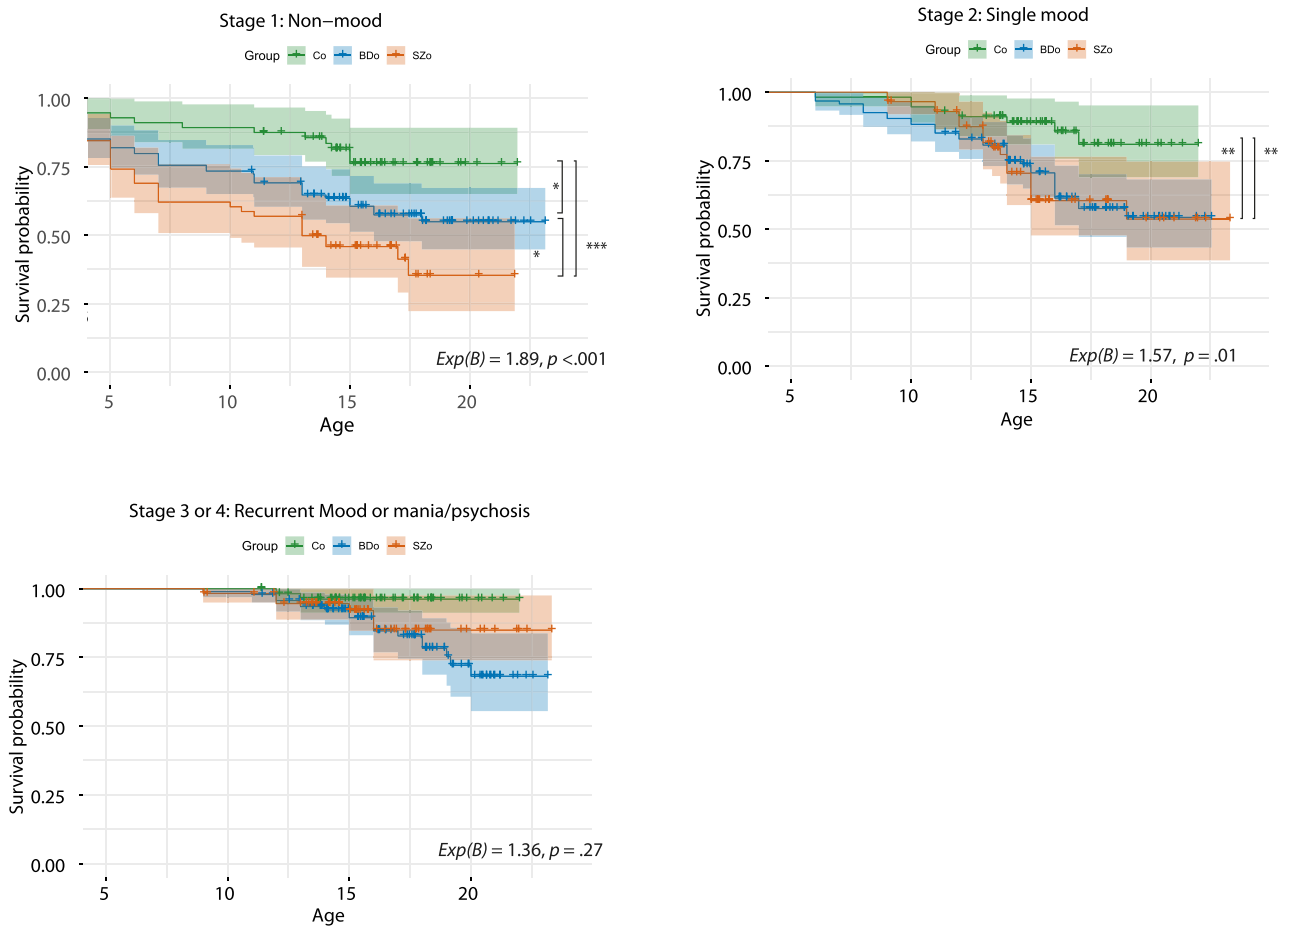 Stage 1: Non−mood
Group Co BDo SZo
1.00
0.75
0.50
0.25
0.00
Survival probability
*
*
***
Exp(B) = 1.89, p <.001
5 10 15 20
Age
Stage 2: Single mood
Group Co BDo SZo
1.00
0.75
0.50
0.25
0.00
Survival probability
** **
Exp(B) = 1.57, p = .01
5 10 15 20
Age
Stage 3 or 4: Recurrent Mood or mania/psychosis
Group Co BDo SZo
1.00
0.75
0.50
0.25
0.00
Survival probability
Exp(B) = 1.36, p = .27
5 10 15 20
Age